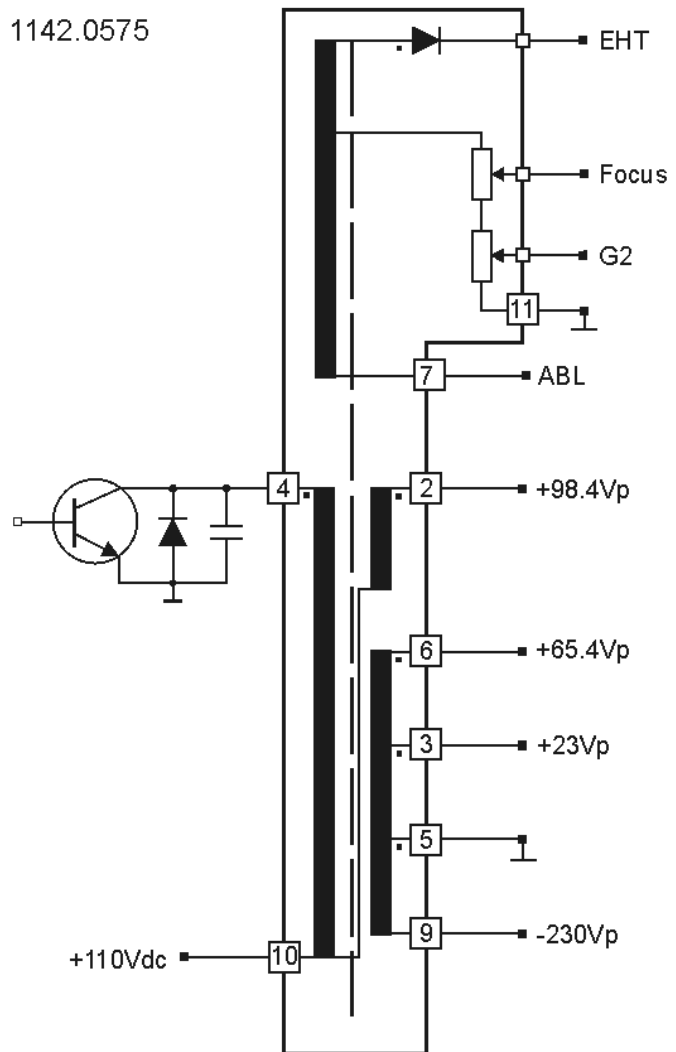 1142.0575
EHT
Focus
G2
11
7
ABL
4
2
+98.4Vp
6
+65.4Vp
3
+23Vp
5
9
-230Vp
+110Vdc
10